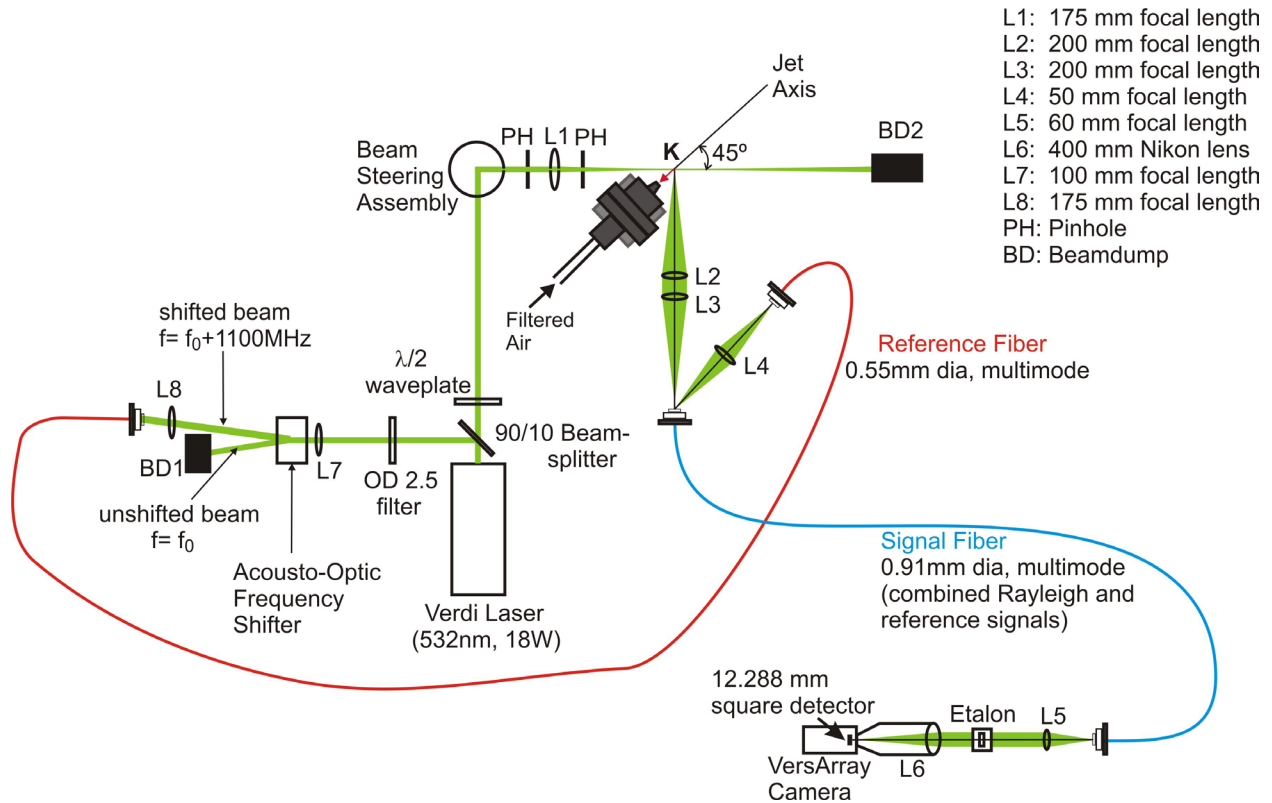 L1: 175 mm focal length
L2: 200 mm focal length
L3: 200 mm focal length
L4: 50 mm focal length
L5: 60 mm focal length
L6: 400 mm Nikon lens
L7: 100 mm focal length
L8: 175 mm focal length
PH: Pinhole
BD: Beamdump
Jet
Axis
PH
L1
PH
K
45º
BD2
Beam
Steering
Assembly
L2
L3
Filtered
Air
L4
Reference Fiber
0.55mm dia, multimode
shifted beam
f= f₀+1100MHz
λ/2
waveplate
L8
90/10 Beam-
splitter
BD1
L7
OD 2.5
filter
unshifted beam
f= f₀
Acousto-Optic
Frequency
Shifter
Verdi Laser
(532nm, 18W)
Signal Fiber
0.91mm dia, multimode
(combined Rayleigh and
reference signals)
12.288 mm
square detector
Etalon
L5
L6
VersArray
Camera